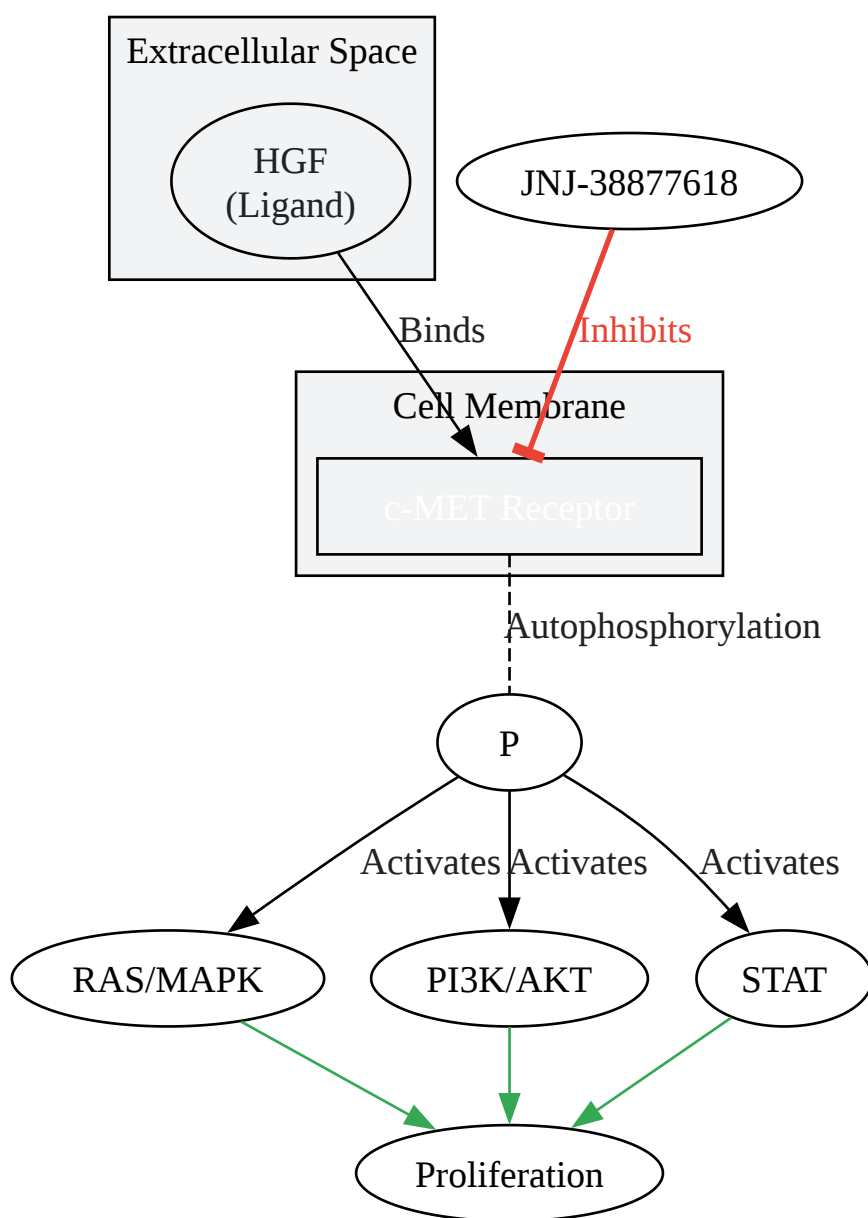 Extracellular Space
HGF
(Ligand)
JNJ-38877618
Binds
Inhibits
Cell Membrane
c-MET Receptor
Autophosphorylation
P
Activates
Activates
Activates
RAS/MAPK
PI3K/AKT
STAT
Proliferation